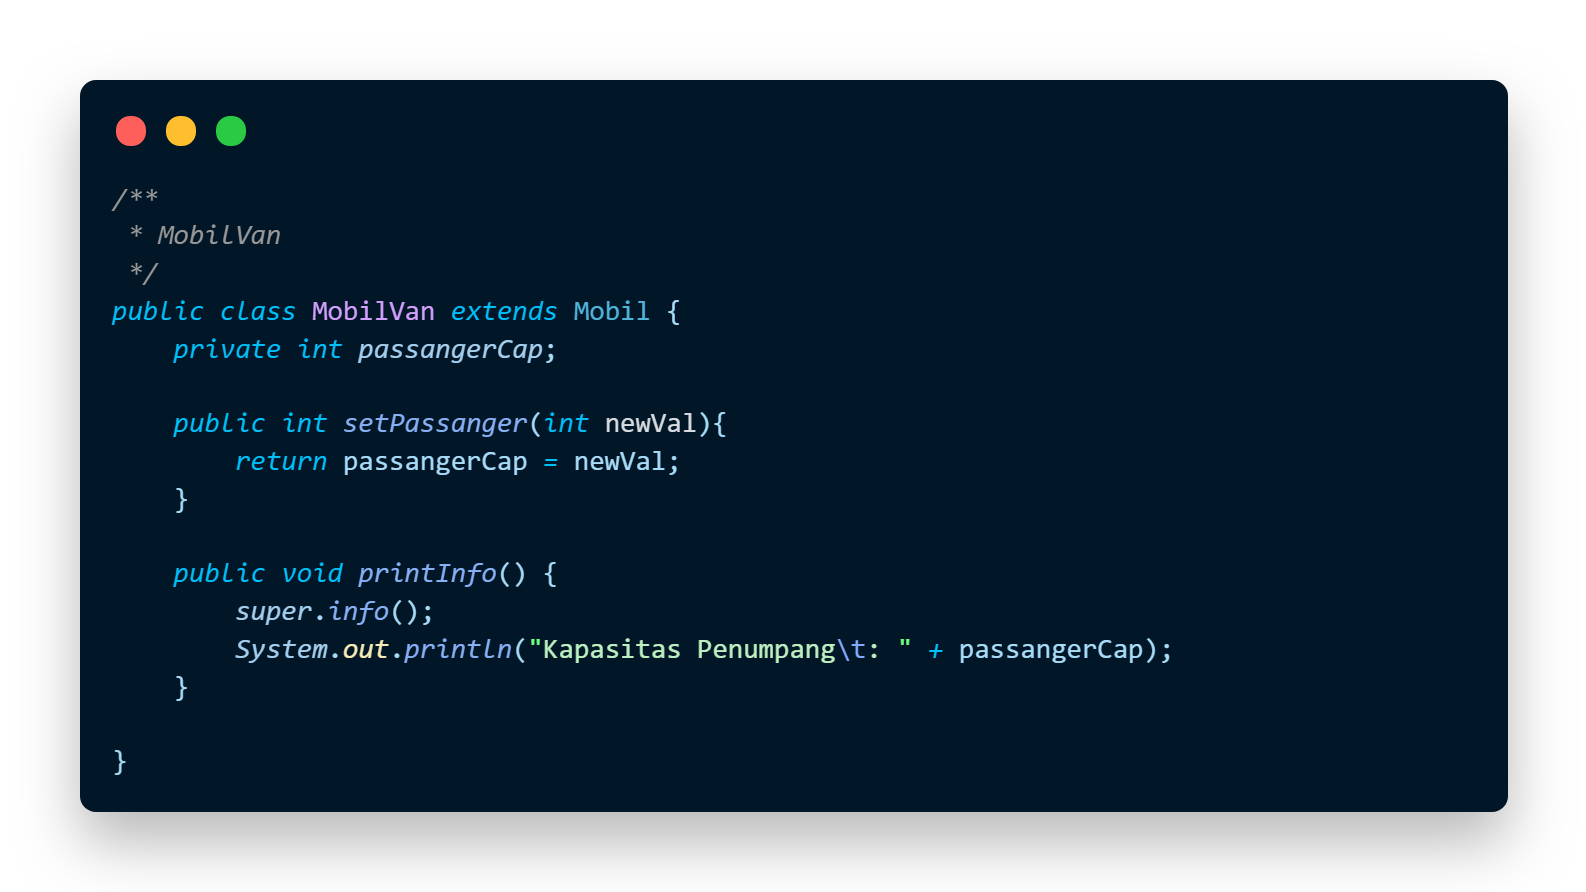 /**
 * MobilVan
 */
public class MobilVan extends Mobil {
    private int passangerCap;

    public int setPassanger(int newVal){
        return passangerCap = newVal;
    }

    public void printInfo() {
        super.info();
        System.out.println("Kapasitas Penumpang\t: " + passangerCap);
    }

}